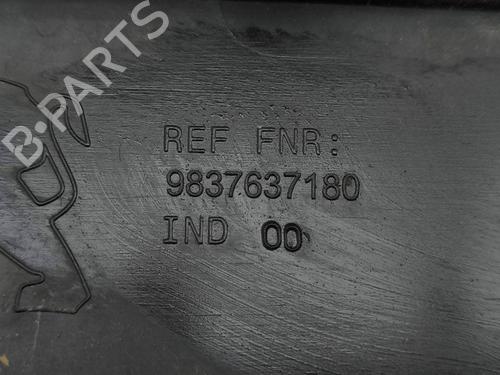 B-PARTS
REF FNR:
9837637180
IND 00